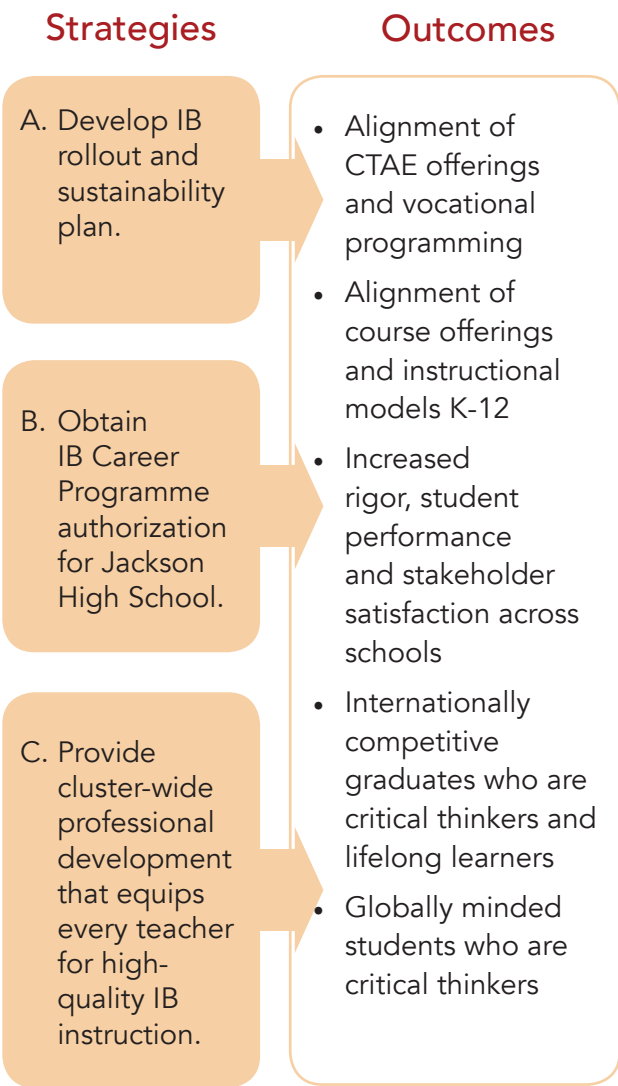 Strategies
Outcomes
A. Develop IB
rollout and
sustainability
plan.
B. Obtain
IB Career
Programme
authorization
for Jackson
High School.
C. Provide
cluster-wide
professional
development
that equips
every teacher
for high-
quality IB
instruction.
• Alignment of
CTAE offerings
and vocational
programming
• Alignment of
course offerings
and instructional
models K-12
• Increased
rigor, student
performance
and stakeholder
satisfaction across
schools
• Internationally
competitive
graduates who are
critical thinkers and
lifelong learners
• Globally minded
students who are
critical thinkers